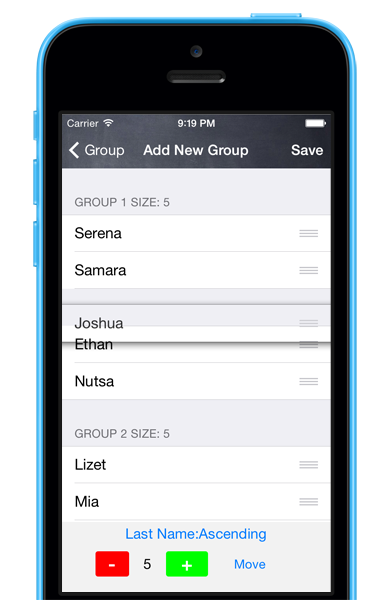 Carrier 9:19 PM
Group Add New Group Save
GROUP 1 SIZE: 5
Serena
Samara
Joshua
Ethan
Nutsa
GROUP 2 SIZE: 5
Lizet
Mia
Last Name:Ascending
- 5 + Move